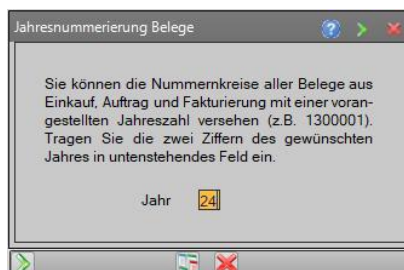 Jahresnummerierung Belege
Sie können die Nummernkreise aller Belege aus
Einkauf, Auftrag und Fakturierung mit einer voran-
gestellten Jahreszahl versehen (z.B. 1300001).
Tragen Sie die zwei Ziffern des gewünschten
Jahres in untenstehendes Feld ein.
Jahr 24